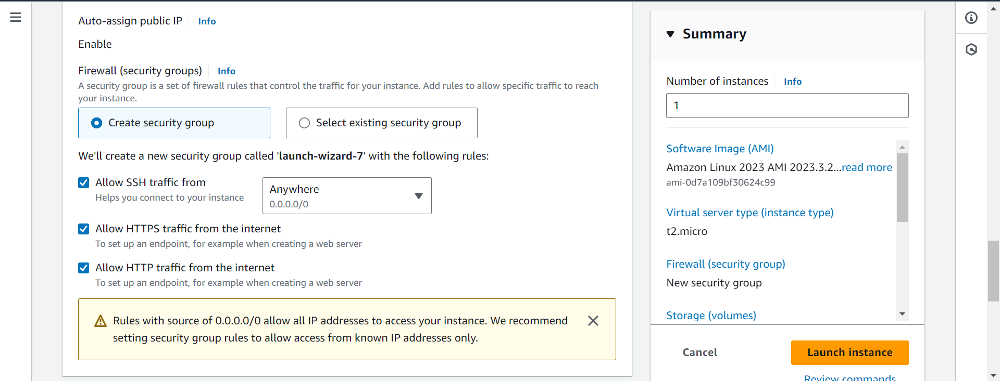 Auto-assign public IP Info
Enable
Firewall (security groups) Info
A security group is a set of firewall rules that control the traffic for your instance. Add rules to allow specific traffic to reach
your instance.
Create security group
Select existing security group
We'll create a new security group called 'launch-wizard-7' with the following rules:
Allow SSH traffic from
Helps you connect to your instance
Anywhere
0.0.0.0/0
Allow HTTPS traffic from the internet
To set up an endpoint, for example when creating a web server
Allow HTTP traffic from the internet
To set up an endpoint, for example when creating a web server
Rules with source of 0.0.0.0/0 allow all IP addresses to access your instance. We recommend
setting security group rules to allow access from known IP addresses only.
Summary
Number of instances Info
1
Software Image (AMI)
Amazon Linux 2023 AMI 2023.3.2...read more
ami-0d7a109bf30624c99
Virtual server type (instance type)
t2.micro
Firewall (security group)
New security group
Storage (volumes)
Cancel
Launch instance
Review commands